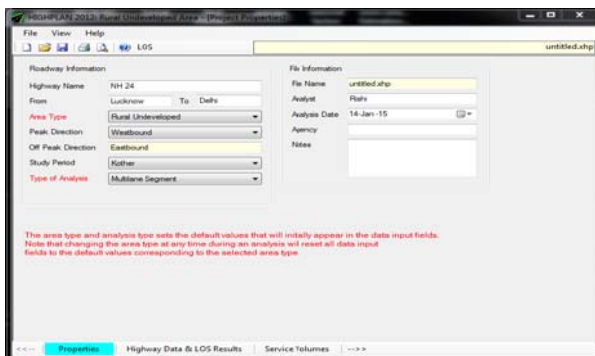 HIGHPLAN 2012: Rural Undeveloped Area - [Project Properties]
File View Help
LOS
untitled.xhp
Roadway Information
Highway Name NH 24
From Lucknow To Delhi
Area Type Rural Undeveloped
Peak Direction Westbound
Off Peak Direction Eastbound
Study Period Kother
Type of Analysis Multilane Segment
File Information
File Name untitled.xhp
Analyst Rishi
Analysis Date 14-Jan-15
Agency
Notes
The area type and analysis type sets the default values that will initally appear in the data input fields.
Note that changing the area type at any time during an analysis will reset all data input
fields to the default values corresponding to the selected area type
<<-- Properties Highway Data & LOS Results Service Volumes -->>